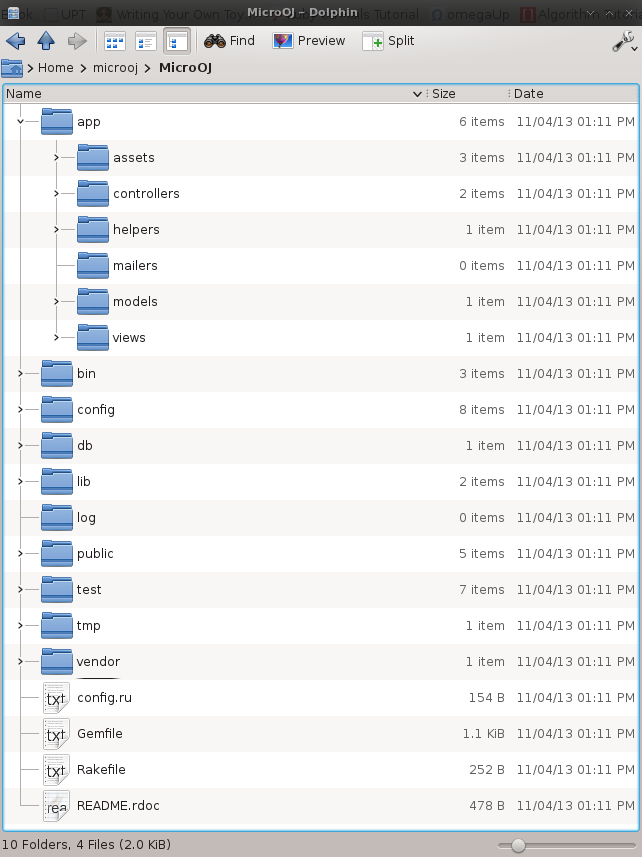 MicroOJ – Dolphin
Find Preview Split
Home > microoj > MicroOJ
Name Size Date
app 6 items 11/04/13 01:11 PM
assets 3 items 11/04/13 01:11 PM
controllers 2 items 11/04/13 01:11 PM
helpers 1 item 11/04/13 01:11 PM
mailers 0 items 11/04/13 01:11 PM
models 1 item 11/04/13 01:11 PM
views 1 item 11/04/13 01:11 PM
bin 3 items 11/04/13 01:11 PM
config 8 items 11/04/13 01:11 PM
db 1 item 11/04/13 01:11 PM
lib 2 items 11/04/13 01:11 PM
log 0 items 11/04/13 01:11 PM
public 5 items 11/04/13 01:11 PM
test 7 items 11/04/13 01:11 PM
tmp 1 item 11/04/13 01:11 PM
vendor 1 item 11/04/13 01:11 PM
txt config.ru 154 B 11/04/13 01:11 PM
txt Gemfile 1.1 KiB 11/04/13 01:11 PM
txt Rakefile 252 B 11/04/13 01:11 PM
rea README.rdoc 478 B 11/04/13 01:11 PM
10 Folders, 4 Files (2.0 KiB)